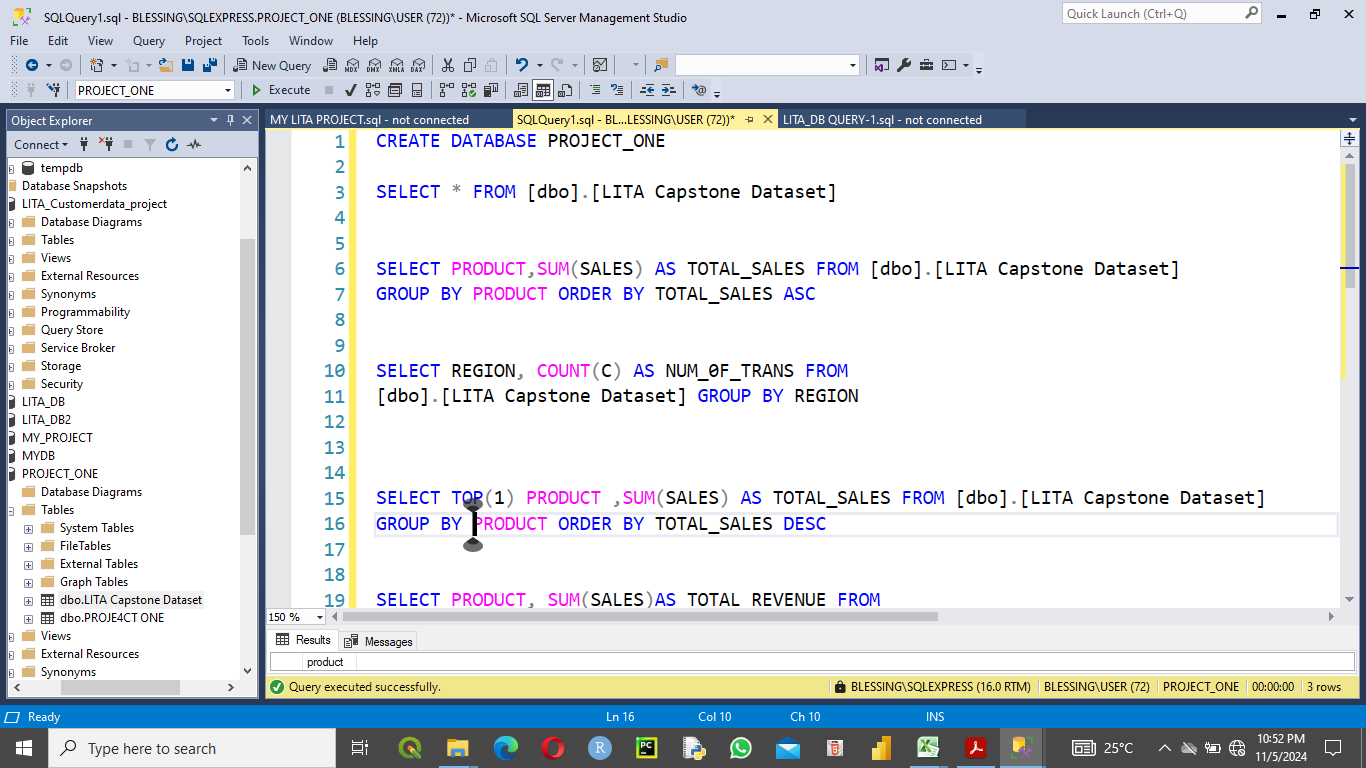 SQLQuery1.sql - BLESSING\SQLEXPRESS.PROJECT_ONE (BLESSING\USER (72))* - Microsoft SQL Server Management Studio
Quick Launch (Ctrl+Q)
File Edit View Query Project Tools Window Help
New Query
MDX DMX XMLA DAX
PROJECT_ONE
Execute
Object Explorer
MY LITA PROJECT.sql - not connected
SQLQuery1.sql - BL...LESSING\USER (72))*
LITA_DB QUERY-1.sql - not connected
Connect
tempdb
Database Snapshots
LITA_Customerdata_project
Database Diagrams
Tables
Views
External Resources
Synonyms
Programmability
Query Store
Service Broker
Storage
Security
LITA_DB
LITA_DB2
MY_PROJECT
MYDB
PROJECT_ONE
Database Diagrams
Tables
System Tables
FileTables
External Tables
Graph Tables
dbo.LITA Capstone Dataset
dbo.PROJE4CT ONE
Views
External Resources
Synonyms
1 CREATE DATABASE PROJECT_ONE
2
3 SELECT * FROM [dbo].[LITA Capstone Dataset]
4
5
6 SELECT PRODUCT,SUM(SALES) AS TOTAL_SALES FROM [dbo].[LITA Capstone Dataset]
7 GROUP BY PRODUCT ORDER BY TOTAL_SALES ASC
8
9
10 SELECT REGION, COUNT(C) AS NUM_0F_TRANS FROM
11 [dbo].[LITA Capstone Dataset] GROUP BY REGION
12
13
14
15 SELECT TOP(1) PRODUCT ,SUM(SALES) AS TOTAL_SALES FROM [dbo].[LITA Capstone Dataset]
16 GROUP BY PRODUCT ORDER BY TOTAL_SALES DESC
17
18
19 SELECT PRODUCT, SUM(SALES)AS TOTAL_REVENUE FROM
150 %
Results Messages
product
Query executed successfully.
BLESSING\SQLEXPRESS (16.0 RTM) BLESSING\USER (72) PROJECT_ONE 00:00:00 3 rows
Ready Ln 16 Col 10 Ch 10 INS
Type here to search
R
PC
25°C
10:52 PM
11/5/2024